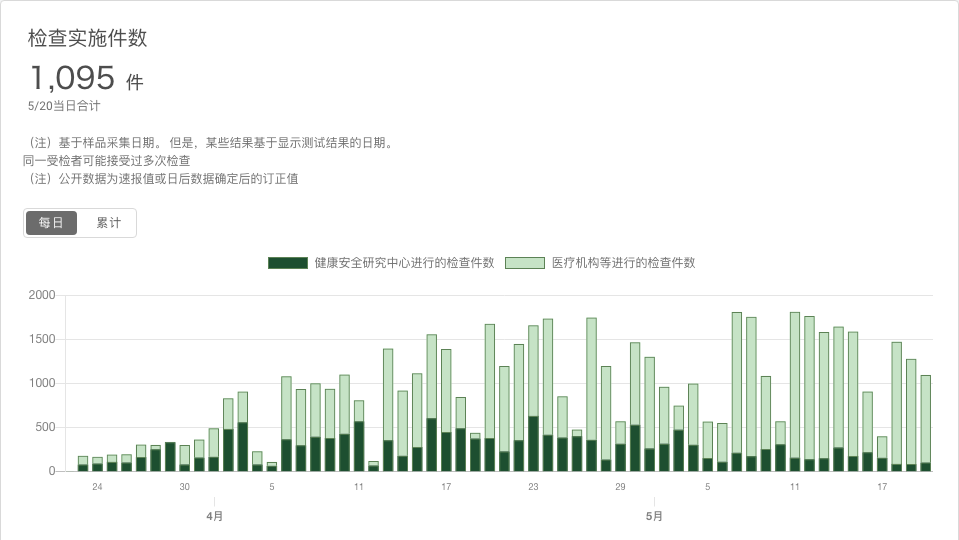 检查实施件数
1,095 件
5/20当日合计
（注）基于样品采集日期。 但是，某些结果基于显示测试结果的日期。
同一受检者可能接受过多次检查
（注）公开数据为速报值或日后数据确定后的订正值
每日 累计
健康安全研究中心进行的检查件数 医疗机构等进行的检查件数
2000
1500
1000
500
0
24 30 5 11 17 23 29 5 11 17
4月 5月